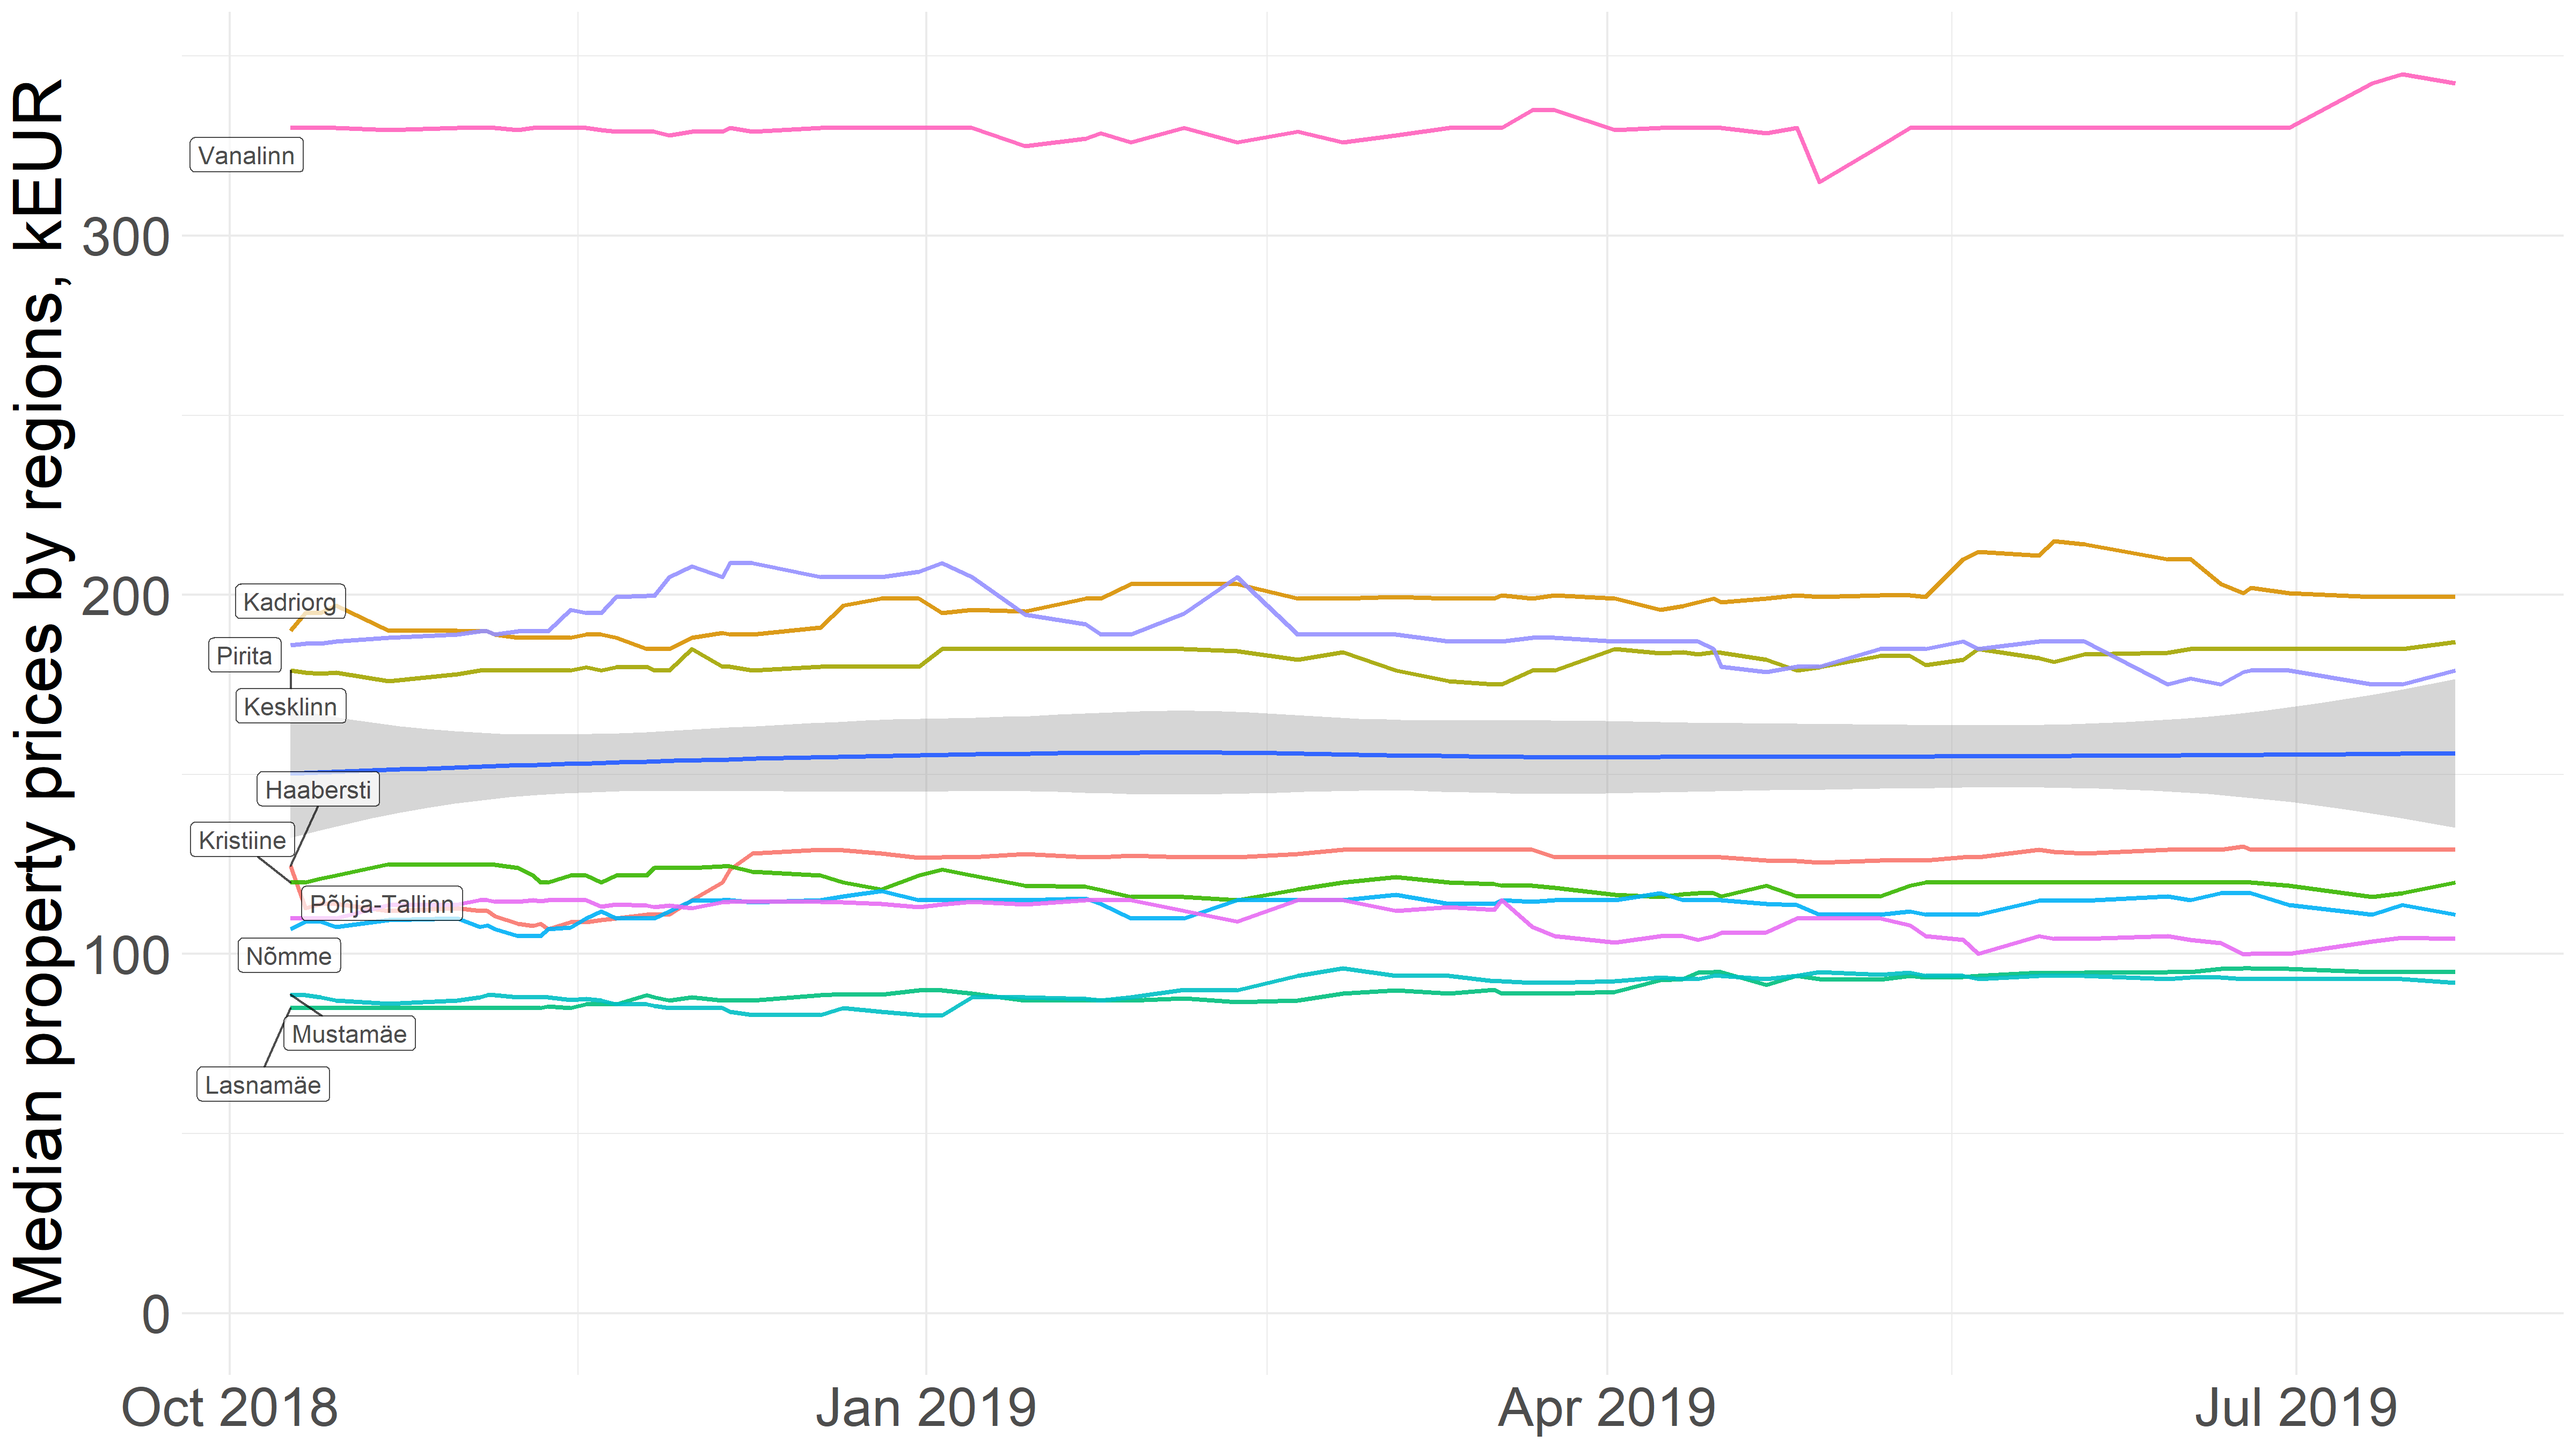 Median property prices by regions, kEUR
300
200
100
0
Vanalinn
Kadriorg
Pirita
Kesklinn
Haabersti
Kristiine
Põhja-Tallinn
Nõmme
Mustamäe
Lasnamäe
Oct 2018
Jan 2019
Apr 2019
Jul 2019